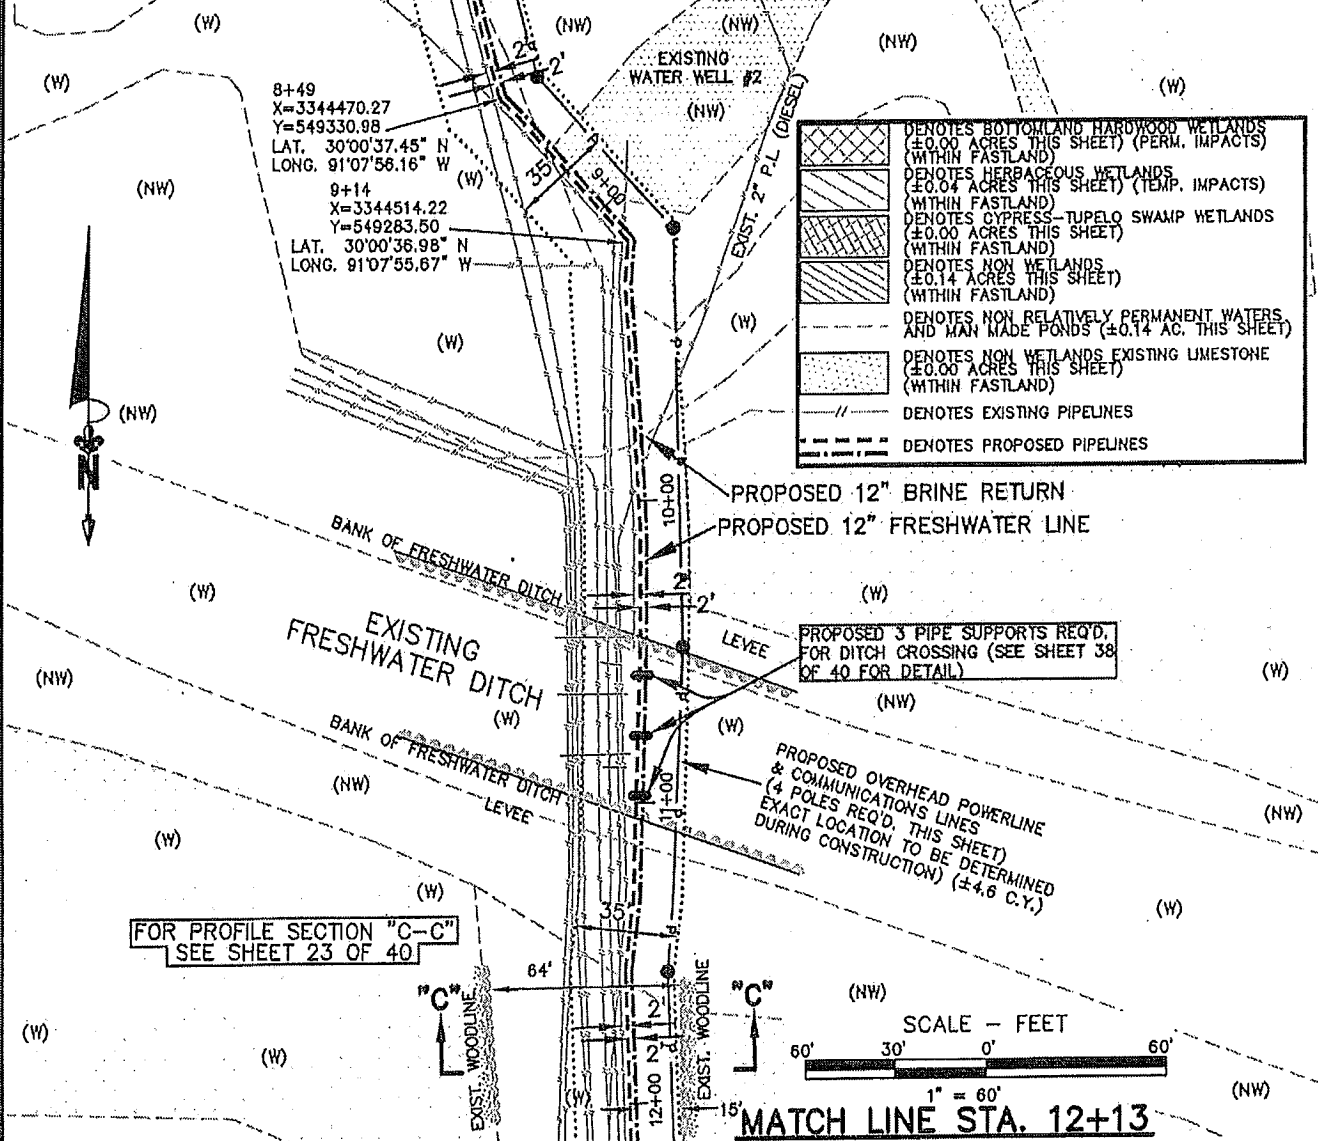 (W)
(NW)
(NW)
(NW)
(W)
(W)
2'
2'
EXISTING
WATER WELL #2
(NW)
8+49
X=3344470.27
Y=549330.98
LAT. 30°00'37.45" N
LONG. 91°07'56.16" W
(W)
(NW)
9+14
X=3344514.22
Y=549283.50
LAT. 30°00'36.98" N
LONG. 91°07'55.67" W
35'
9+00
EXIST. 2" P.L (DIESEL)
(W)
(W)
DENOTES BOTTOMLAND HARDWOOD WETLANDS
(±0.00 ACRES THIS SHEET) (PERM. IMPACTS)
(WITHIN FASTLAND)
DENOTES HERBACEOUS WETLANDS
(±0.04 ACRES THIS SHEET) (TEMP. IMPACTS)
(WITHIN FASTLAND)
DENOTES CYPRESS-TUPELO SWAMP WETLANDS
(±0.00 ACRES THIS SHEET)
(WITHIN FASTLAND)
DENOTES NON WETLANDS
(±0.14 ACRES THIS SHEET)
(WITHIN FASTLAND)
DENOTES NON RELATIVELY PERMANENT WATERS
AND MAN MADE PONDS (±0.14 AC. THIS SHEET)
DENOTES NON WETLANDS EXISTING LIMESTONE
(±0.00 ACRES THIS SHEET)
(WITHIN FASTLAND)
DENOTES EXISTING PIPELINES
DENOTES PROPOSED PIPELINES
(NW)
N
10+00
PROPOSED 12" BRINE RETURN
PROPOSED 12" FRESHWATER LINE
BANK OF FRESHWATER DITCH
2'
2'
(W)
(W)
LEVEE
EXISTING
FRESHWATER DITCH
(W)
PROPOSED 3 PIPE SUPPORTS REQ'D.
FOR DITCH CROSSING (SEE SHEET 38
OF 40 FOR DETAIL)
(NW)
(W)
(NW)
(W)
BANK OF FRESHWATER DITCH
LEVEE
(NW)
11+00
PROPOSED OVERHEAD POWERLINE
& COMMUNICATIONS LINES
(4 POLES REQ'D. THIS SHEET)
EXACT LOCATION TO BE DETERMINED
DURING CONSTRUCTION) (±4.6 C.Y.)
(NW)
(W)
(W)
(W)
35'
FOR PROFILE SECTION "C-C"
SEE SHEET 23 OF 40
64'
"C"
"C"
EXIST. WOODLINE
EXIST. WOODLINE
2'
2'
12+00
(W)
15'
(NW)
(W)
(W)
(NW)
SCALE - FEET
60' 30' 0' 60'
1" = 60'
MATCH LINE STA. 12+13